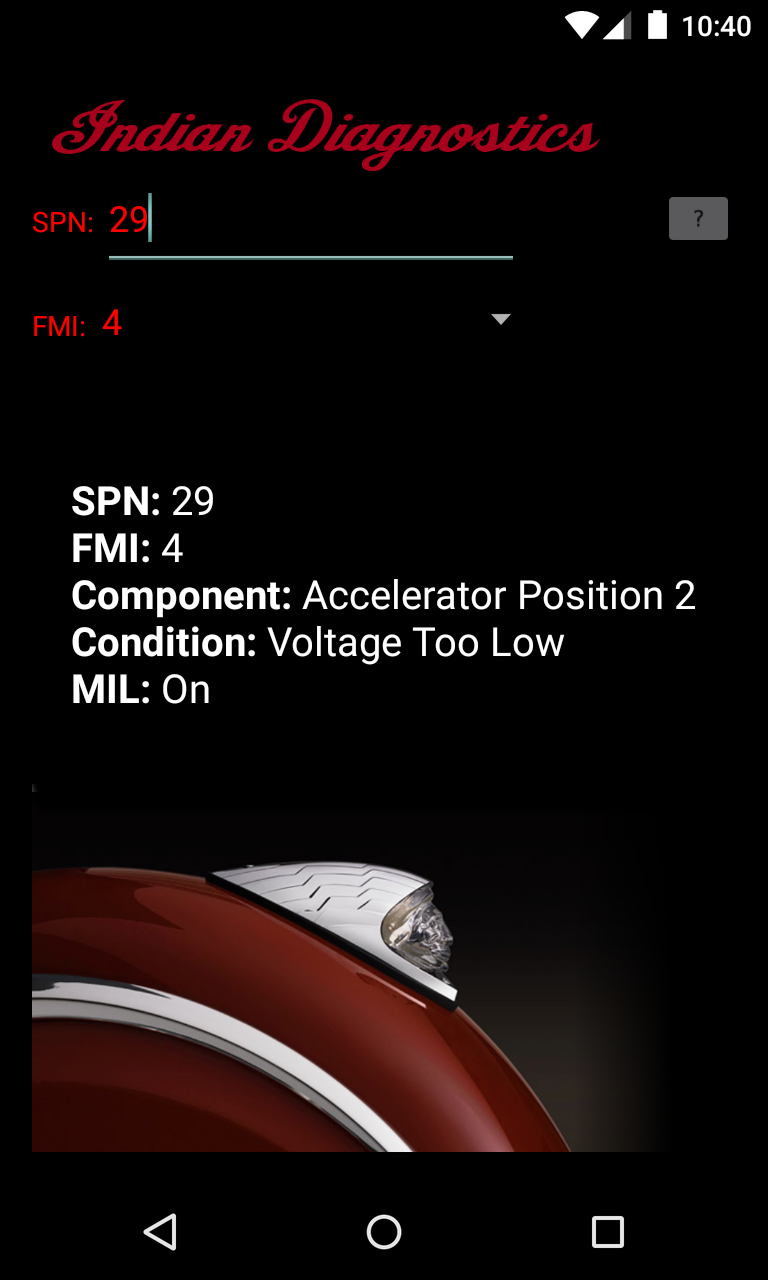 10:40
Indian Diagnostics
SPN: 29
?
FMI: 4
SPN: 29
FMI: 4
Component: Accelerator Position 2
Condition: Voltage Too Low
MIL: On